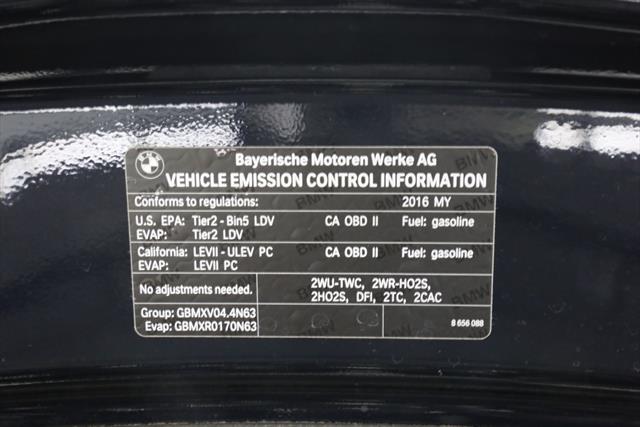 BMW
Bayerische Motoren Werke AG
VEHICLE EMISSION CONTROL INFORMATION
Conforms to regulations: 2016 MY
U.S. EPA: Tier2 - Bin5 LDV CA OBD II Fuel: gasoline
EVAP: Tier2 LDV
California: LEVII - ULEV PC CA OBD II Fuel: gasoline
EVAP: LEVII PC
No adjustments needed. 2WU-TWC, 2WR-HO2S,
2HO2S, DFI, 2TC, 2CAC
Group: GBMXV04.4N63
Evap: GBMXR0170N63 8 656 088